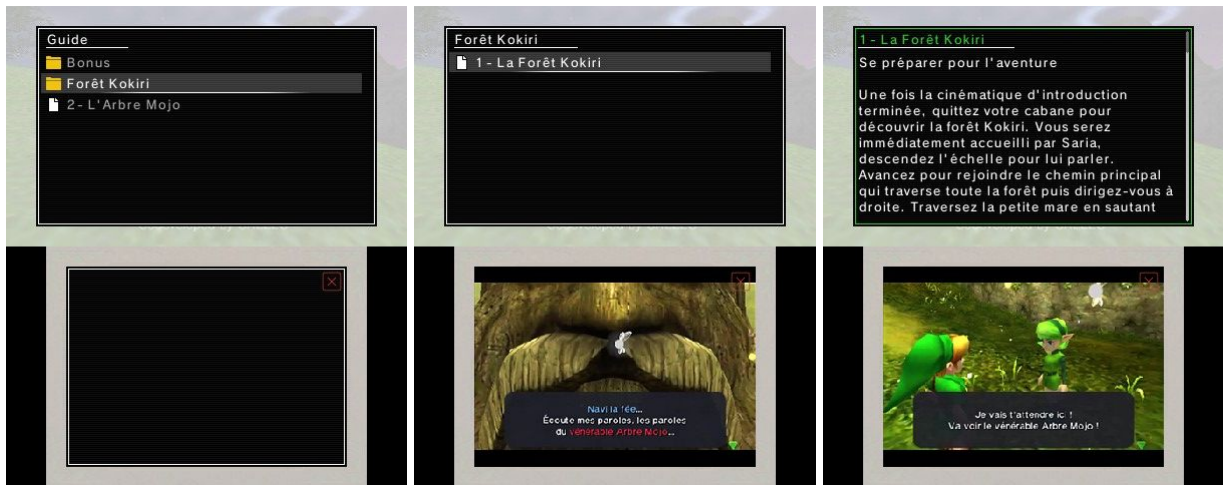 Guide
Bonus
Forêt Kokiri
2- L'Arbre Mojo
Forêt Kokiri
1 - La Forêt Kokiri
Navi la fée...
Écoute mes paroles, les paroles
du vénérable Arbre Mojo...
1 - La Forêt Kokiri
Se préparer pour l'aventure
Une fois la cinématique d'introduction
terminée, quittez votre cabane pour
découvrir la forêt Kokiri. Vous serez
immédiatement accueilli par Saria,
descendez l'échelle pour lui parler.
Avancez pour rejoindre le chemin principal
qui traverse toute la forêt puis dirigez-vous à
droite. Traversez la petite mare en sautant
Je vais t'attendre ici !
Va voir le vénérable Arbre Mojo !